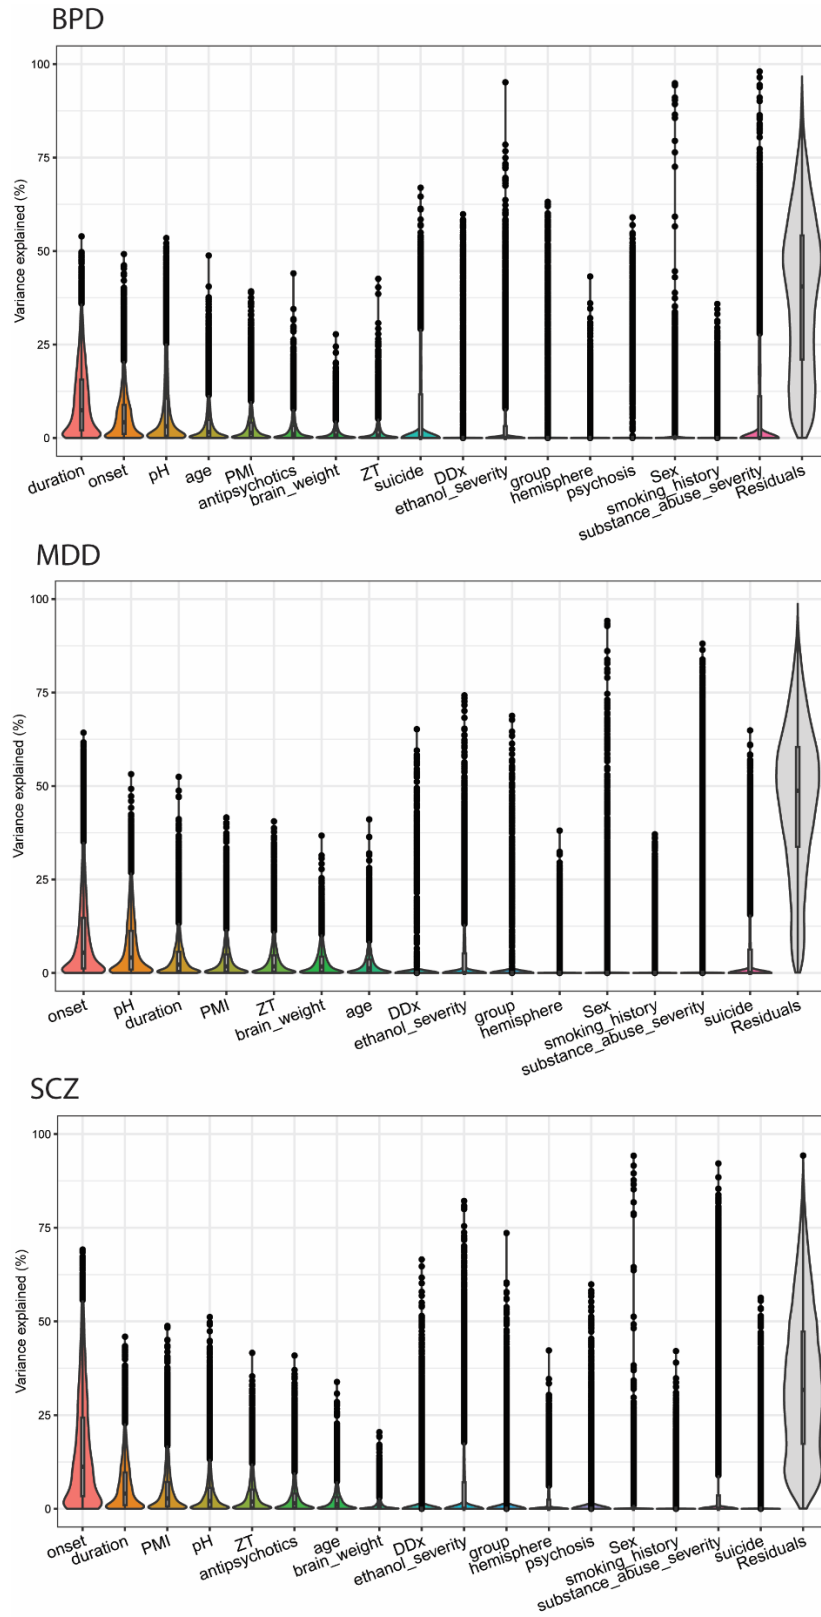 BPD
100
75
50
25
0
Variance explained (%)
duration
onset
pH
age
PMI
antipsychotics
brain_weight
ZT
suicide
DDx
ethanol_severity
group
hemisphere
psychosis
Sex
smoking_history
substance_abuse_severity
Residuals
MDD
100
75
50
25
0
Variance explained (%)
onset
pH
duration
PMI
ZT
brain_weight
age
DDx
ethanol_severity
group
hemisphere
Sex
smoking_history
substance_abuse_severity
suicide
Residuals
SCZ
100
75
50
25
0
Variance explained (%)
onset
duration
PMI
pH
ZT
antipsychotics
age
brain_weight
DDx
ethanol_severity
group
hemisphere
psychosis
Sex
smoking_history
substance_abuse_severity
suicide
Residuals